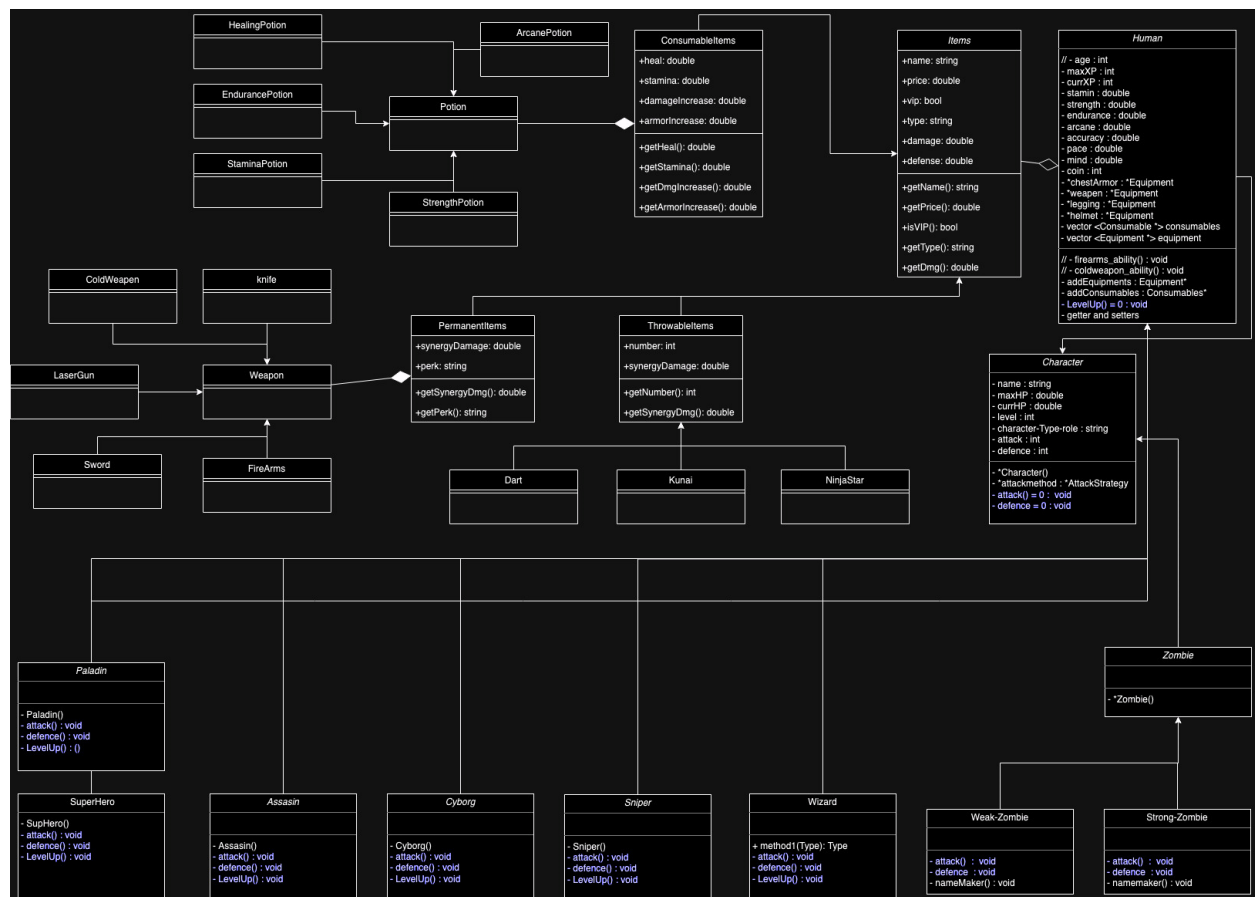 HealingPotion
ArcanePotion
EndurancePotion
Potion
StaminaPotion
StrengthPotion
ConsumableItems
+heal: double
+stamina: double
+damageIncrease: double
+armorIncrease: double
+getHeal(): double
+getStamina(): double
+getDmgIncrease(): double
+getArmorIncrease(): double
Items
+name: string
+price: double
+vip: bool
+type: string
+damage: double
+defense: double
+getName(): string
+getPrice(): double
+isVIP(): bool
+getType(): string
+getDmg(): double
Human
// - age : int
- maxXP : int
- currXP : int
- stamin : double
- strength : double
- endurance : double
- arcane : double
- accuracy : double
- pace : double
- mind : double
- coin : int
- *chestArmor : *Equipment
- *weapen : *Equipment
- *legging : *Equipment
- *helmet : *Equipment
- vector <Consumable *> consumables
- vector <Equipment *> equipment
// - firearms_ability() : void
// - coldweapon_ability() : void
- addEquipments : Equipment*
- addConsumables : Consumables*
- LevelUp() = 0 : void
- getter and setters
ColdWeapen
knife
LaserGun
Weapon
Sword
FireArms
PermanentItems
+synergyDamage: double
+perk: string
+getSynergyDmg(): double
+getPerk(): string
ThrowableItems
+number: int
+synergyDamage: double
+getNumber(): int
+getSynergyDmg(): double
Dart
Kunai
NinjaStar
Character
- name : string
- maxHP : double
- currHP : double
- level : int
- character-Type-role : string
- attack : int
- defence : int
- *Character()
- *attackmethod : *AttackStrategy
- attack() = 0 : void
- defence = 0 : void
Paladin
- Paladin()
- attack() : void
- defence() : void
- LevelUp() : ()
Zombie
- *Zombie()
SuperHero
- SupHero()
- attack() : void
- defence() : void
- LevelUp() : void
Assasin
- Assasin()
- attack() : void
- defence() : void
- LevelUp() : void
Cyborg
- Cyborg()
- attack() : void
- defence() : void
- LevelUp() : void
Sniper
- Sniper()
- attack() : void
- defence() : void
- LevelUp() : void
Wizard
+ method1(Type): Type
- attack() : void
- defence() : void
- LevelUp() : void
Weak-Zombie
- attack() : void
- defence : void
- nameMaker() : void
Strong-Zombie
- attack() : void
- defence : void
- namemaker() : void